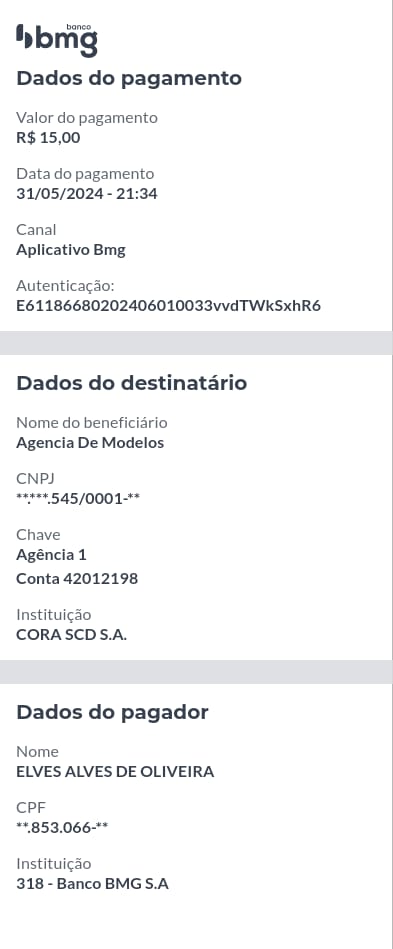 banco
bmg
Dados do pagamento
Valor do pagamento
R$ 15,00
Data do pagamento
31/05/2024 - 21:34
Canal
Aplicativo Bmg
Autenticação:
E61186680202406010033vvdTWkSxhR6
Dados do destinatário
Nome do beneficiário
Agencia De Modelos
CNPJ
**.***.545/0001-**
Chave
Agência 1
Conta 42012198
Instituição
CORA SCD S.A.
Dados do pagador
Nome
ELVES ALVES DE OLIVEIRA
CPF
**.853.066-**
Instituição
318 - Banco BMG S.A